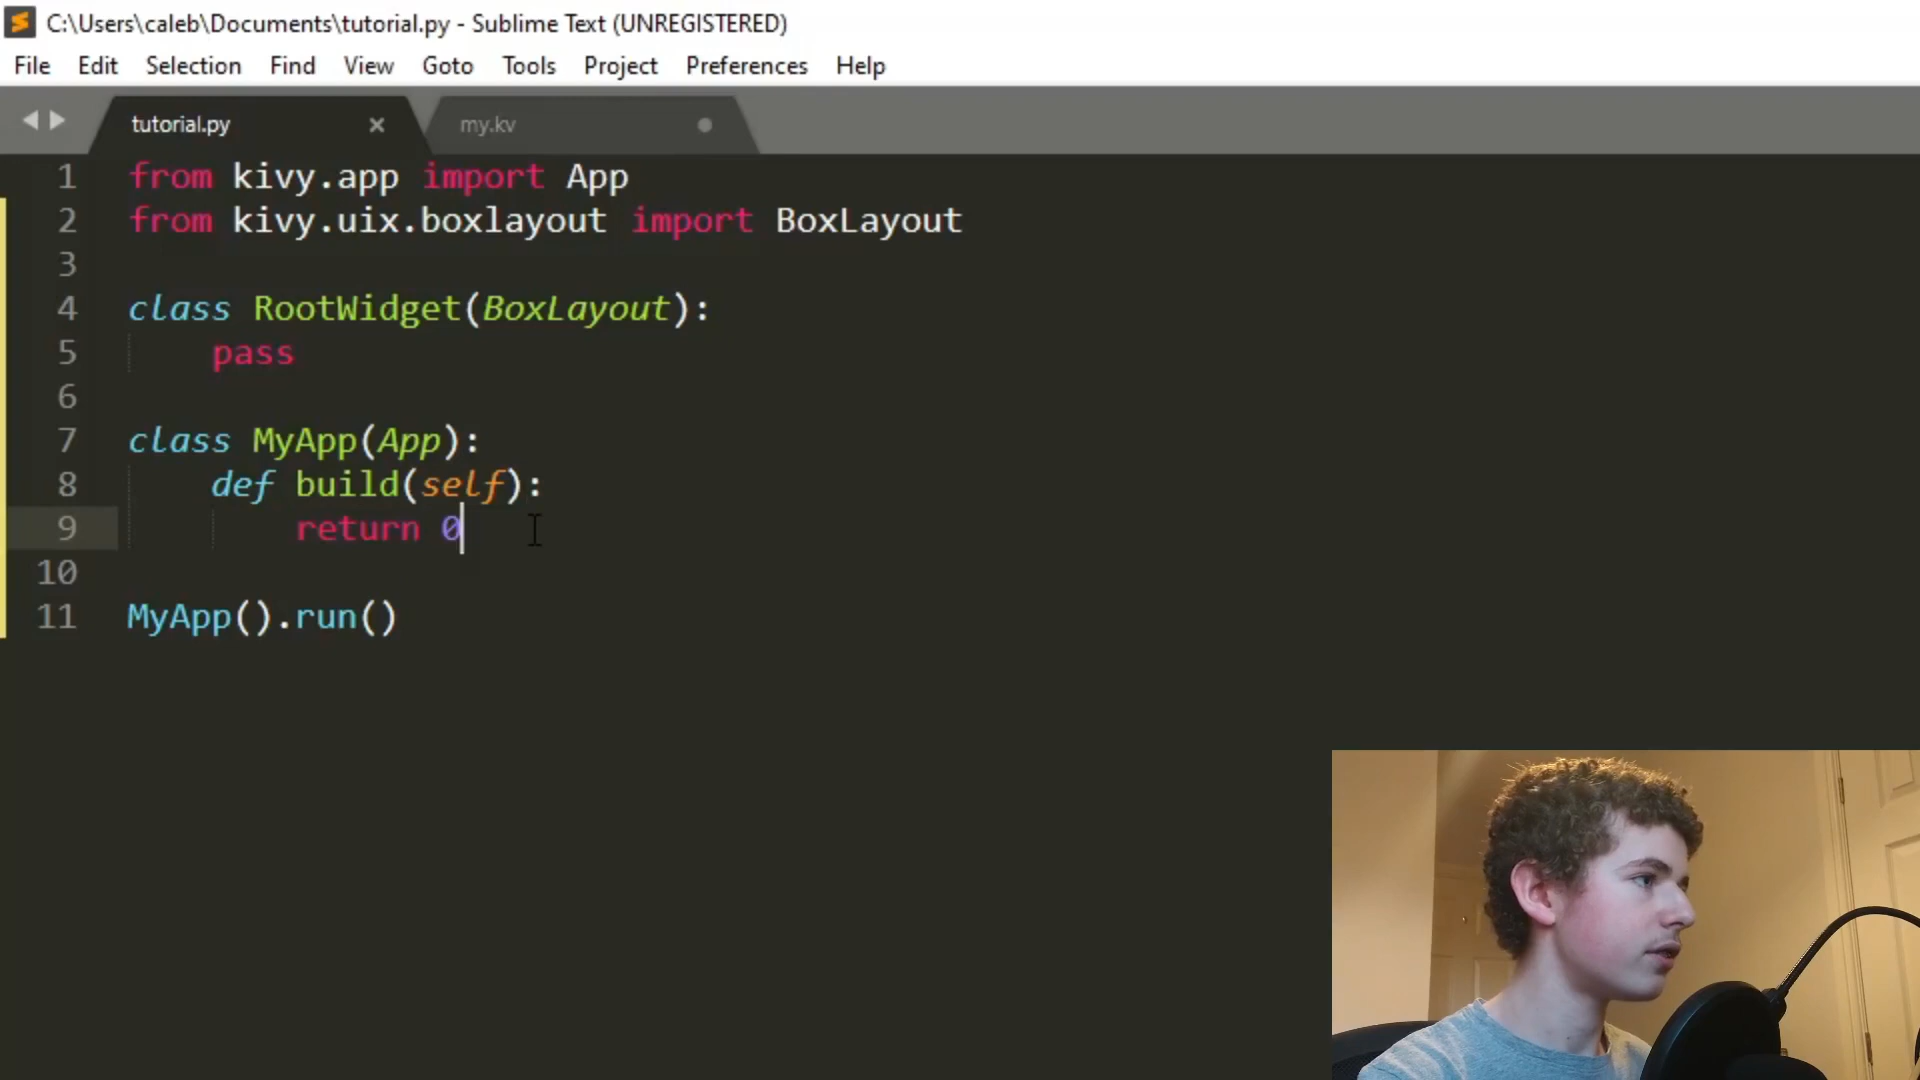 C:\Users\caleb\Documents\tutorial.py - Sublime Text (UNREGISTERED)
File Edit Selection Find View Goto Tools Project Preferences Help
tutorial.py my.kv
1 from kivy.app import App
2 from kivy.uix.boxlayout import BoxLayout
3
4 class RootWidget(BoxLayout):
5 pass
6
7 class MyApp(App):
8 def build(self):
9 return 0
10
11 MyApp().run()